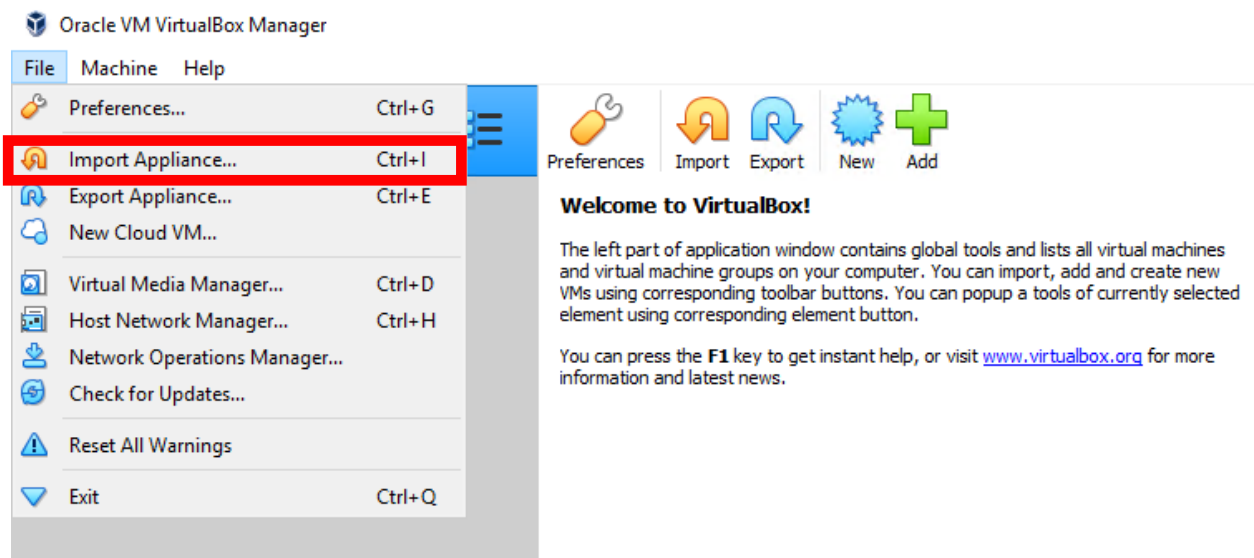 Oracle VM VirtualBox Manager
File Machine Help
Preferences... Ctrl+G
Import Appliance... Ctrl+I
Export Appliance... Ctrl+E
New Cloud VM...
Virtual Media Manager... Ctrl+D
Host Network Manager... Ctrl+H
Network Operations Manager...
Check for Updates...
Reset All Warnings
Exit Ctrl+Q
Preferences Import Export New Add
Welcome to VirtualBox!
The left part of application window contains global tools and lists all virtual machines
and virtual machine groups on your computer. You can import, add and create new
VMs using corresponding toolbar buttons. You can popup a tools of currently selected
element using corresponding element button.
You can press the F1 key to get instant help, or visit www.virtualbox.org for more
information and latest news.